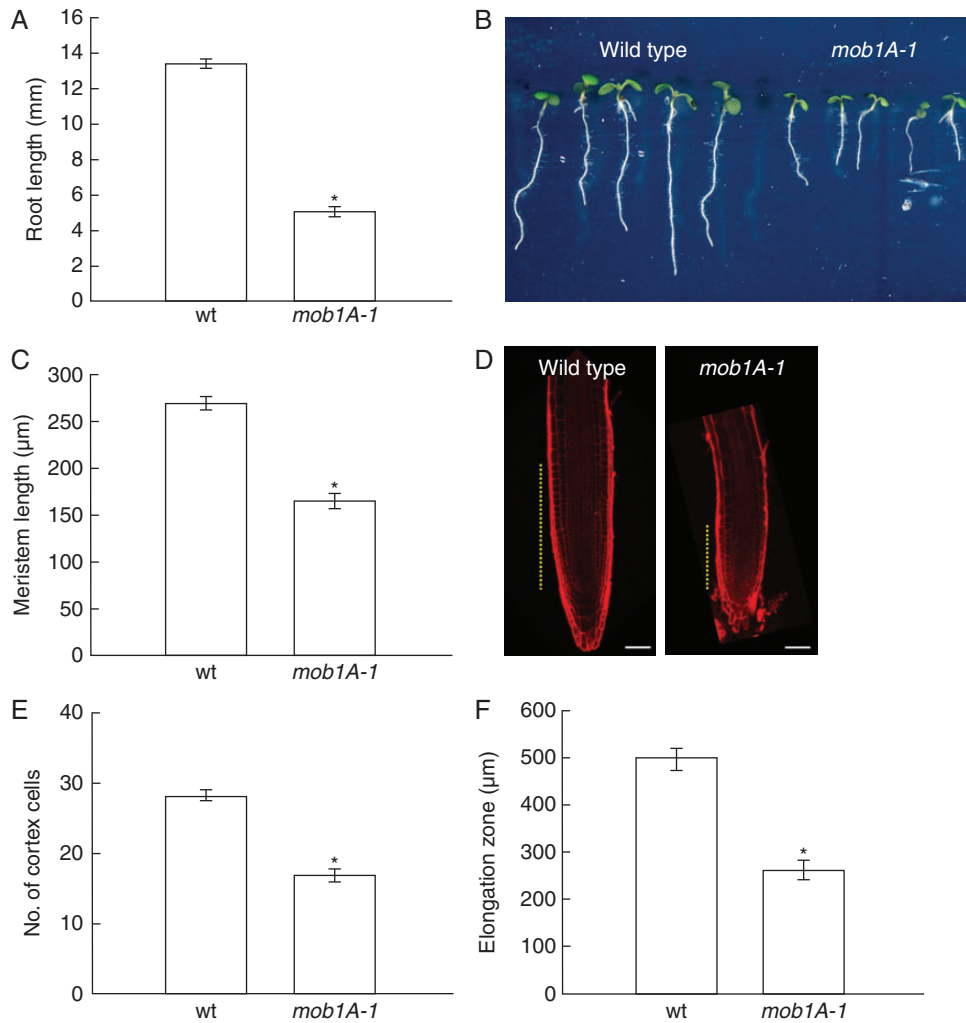 A
Root length (mm)
16
14
12
10
8
6
4
2
0
*
wt
mob1A-1
B
Wild type
mob1A-1
C
Meristem length (µm)
300
250
200
150
100
50
0
*
wt
mob1A-1
D
Wild type
mob1A-1
E
No. of cortex cells
40
30
20
10
0
*
wt
mob1A-1
F
Elongation zone (µm)
600
500
400
300
200
100
0
*
wt
mob1A-1